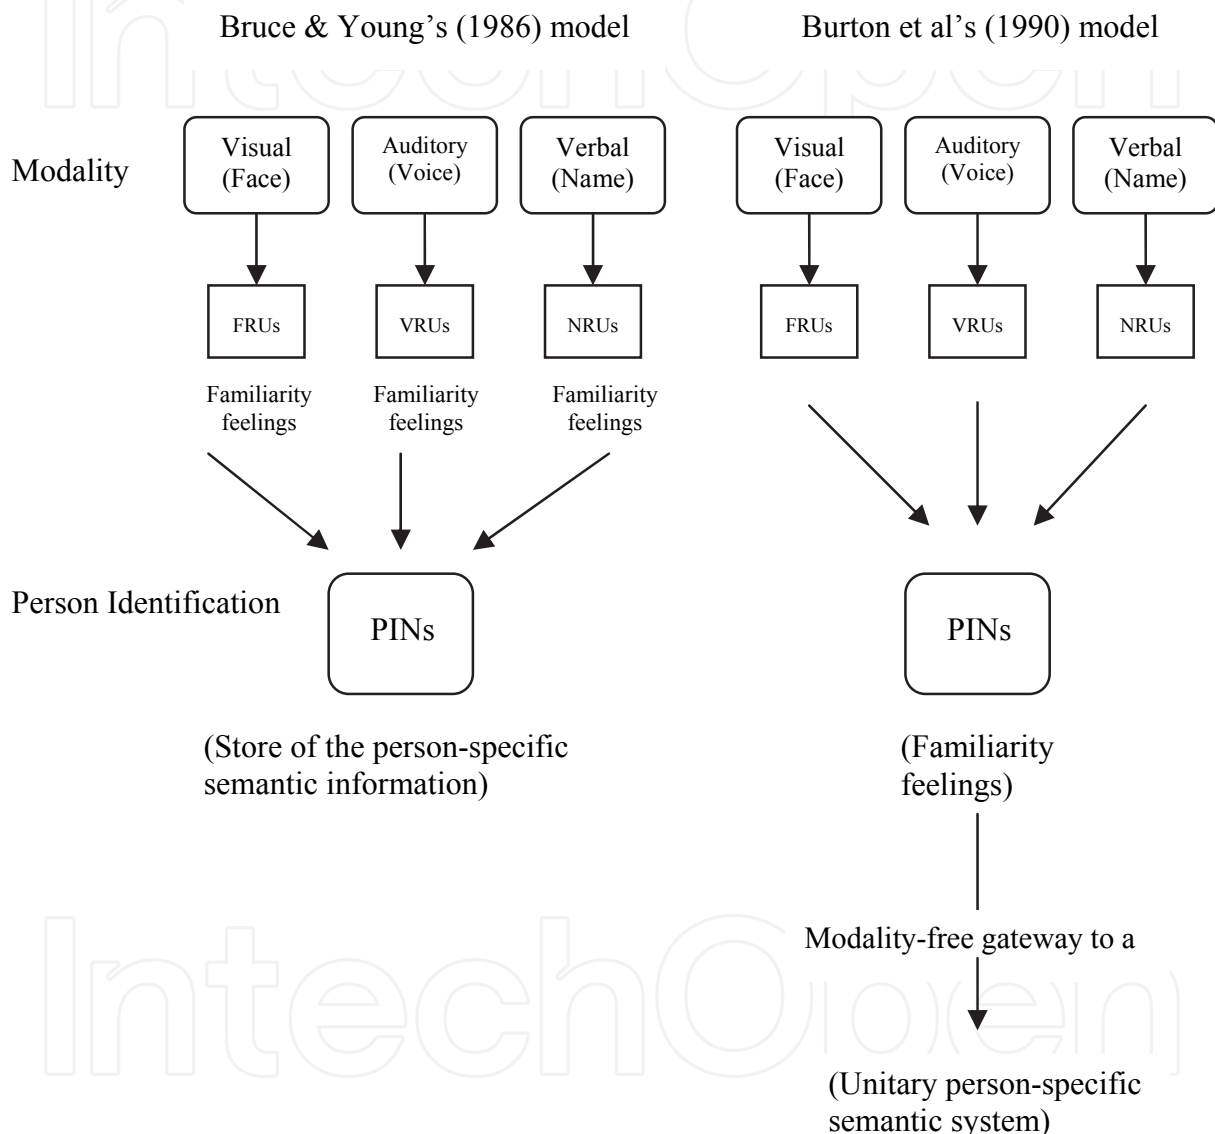 IntechOpen
Bruce & Young's (1986) model
Burton et al's (1990) model
Modality
Visual
(Face)
Auditory
(Voice)
Verbal
(Name)
Visual
(Face)
Auditory
(Voice)
Verbal
(Name)
FRUs
VRUs
NRUs
FRUs
VRUs
NRUs
Familiarity
feelings
Familiarity
feelings
Familiarity
feelings
Person Identification
PINs
PINs
(Store of the person-specific
semantic information)
(Familiarity
feelings)
Modality-free gateway to a
IntechOpen
(Unitary person-specific
semantic system)